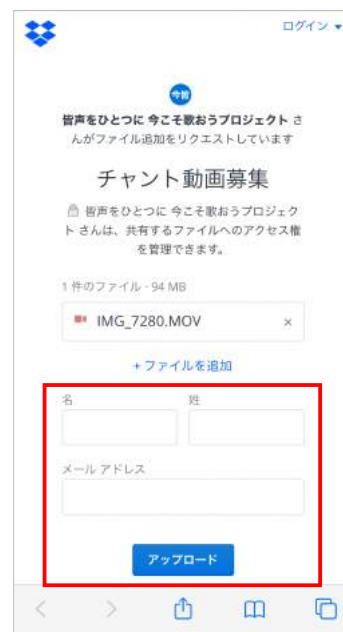 ログイン
今皆
皆声をひとつに 今こそ歌おうプロジェクト さ
んがファイル追加をリクエストしています
チャント動画募集
皆声をひとつに 今こそ歌おうプロジェク
ト さんは、共有するファイルへのアクセス権
を管理できます。
1 件のファイル · 94 MB
IMG_7280.MOV ×
+ ファイルを追加
名 姓
メール アドレス
アップロード